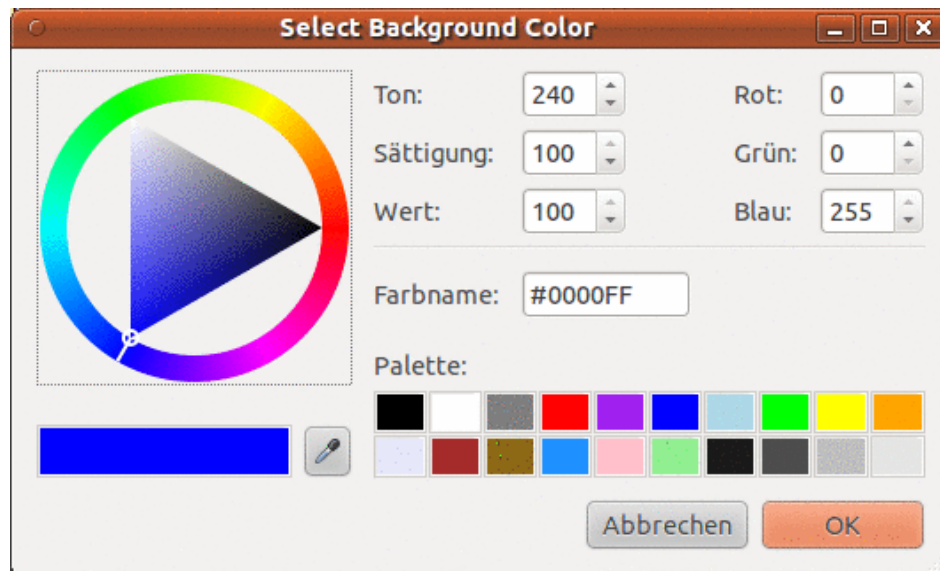 Select Background Color
Ton: 240 Rot: 0
Sättigung: 100 Grün: 0
Wert: 100 Blau: 255
Farbname: #0000FF
Palette:
Abbrechen OK